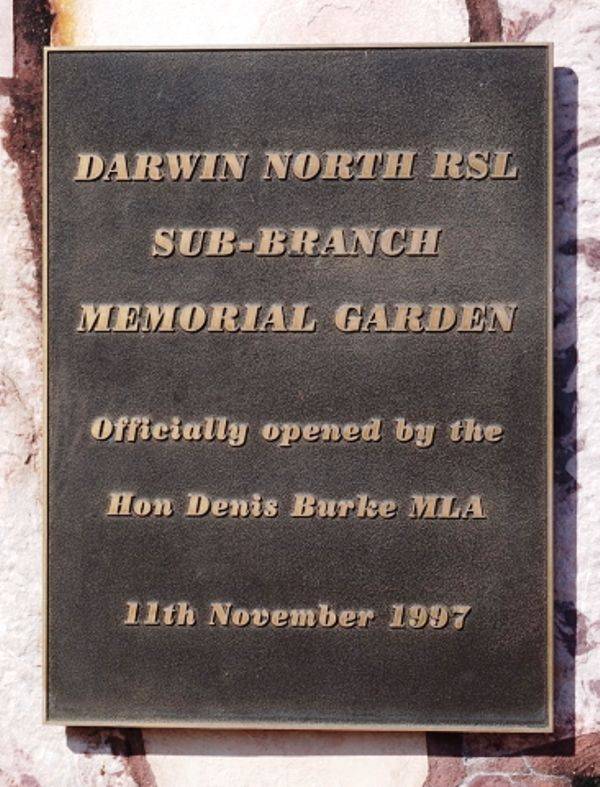 DARWIN NORTH RSL
SUB-BRANCH
MEMORIAL GARDEN
Officially opened by the
Hon Denis Burke MLA
11th November 1997